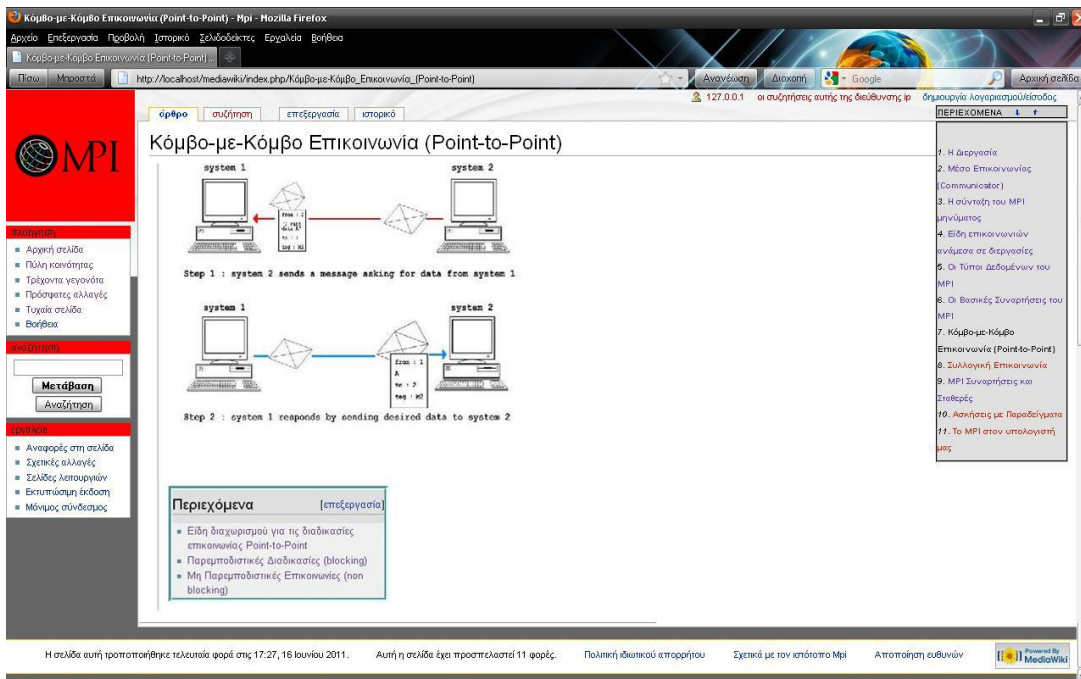 Κόμβο-με-Κόμβο Επικοινωνία (Point-to-Point) - Mpi - Mozilla Firefox
Αρχείο Επεξεργασία Προβολή Ιστορικό Σελιδοδείκτες Εργαλεία Βοήθεια
Κόμβο-με-Κόμβο Επικοινωνία (Point-to-Point) ...
Πίσω Μπροστά http://localhost/mediawiki/index.php/Κόμβο-με-Κόμβο_Επικοινωνία_(Point-to-Point) Ανανέωση Διακοπή Google Αρχική σελίδα
127.0.0.1 οι συζητήσεις αυτής της διεύθυνσης ip δημιουργία λογαριασμού/είσοδος
άρθρο συζήτηση επεξεργασία ιστορικό
MPI
πλοήγηση
Αρχική σελίδα
Πύλη κοινότητας
Τρέχοντα γεγονότα
Πρόσφατες αλλαγές
Τυχαία σελίδα
Βοήθεια
αναζήτηση
Μετάβαση
Αναζήτηση
εργαλεία
Αναφορές στη σελίδα
Σχετικές αλλαγές
Σελίδες λειτουργιών
Εκτυπώσιμη έκδοση
Μόνιμος σύνδεσμος
Κόμβο-με-Κόμβο Επικοινωνία (Point-to-Point)
system 1 system 2
from : 2
to : 1
tag : M2
Step 1 : system 2 sends a message asking for data from system 1
system 1 system 2
from : 1
A
to : 2
tag : M2
Step 2 : system 1 responds by sending desired data to system 2
Περιεχόμενα [επεξεργασία]
Είδη διαχωρισμού για τις διαδικασίες
επικοινωνίας Point-to-Point
Παρεμποδιστικές Διαδικασίες (blocking)
Μη Παρεμποδιστικές Επικοινωνίες (non
blocking)
ΠΕΡΙΕΧΟΜΕΝΑ ↓ ↑
1. Η Διεργασία
2. Μέσο Επικοινωνίας
(Communicator)
3. Η σύνταξη του MPI
μηνύματος
4. Είδη επικοινωνιών
ανάμεσα σε διεργασίες
5. Οι Τύποι Δεδομένων του
MPI
6. Οι Βασικές Συναρτήσεις του
MPI
7. Κόμβο-με-Κόμβο
Επικοινωνία (Point-to-Point)
8. Συλλογική Επικοινωνία
9. MPI Συναρτήσεις και
Σταθερές
10. Ασκήσεις με Παραδείγματα
11. Το MPI στον υπολογιστή
μας
Η σελίδα αυτή τροποποιήθηκε τελευταία φορά στις 17:27, 16 Ιουνίου 2011. Αυτή η σελίδα έχει προσπελαστεί 11 φορές. Πολιτική ιδιωτικού απορρήτου Σχετικά με τον ιστότοπο Mpi Αποποίηση ευθυνών
Powered By
MediaWiki